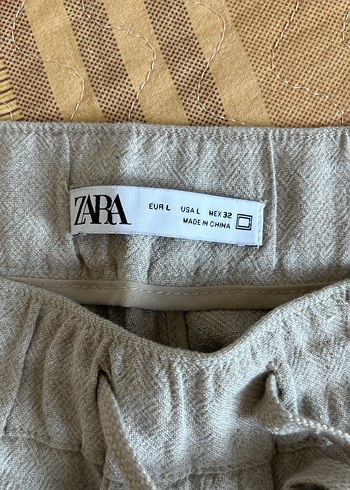 ZARA
EUR L USA L MEX 32
MADE IN CHINA